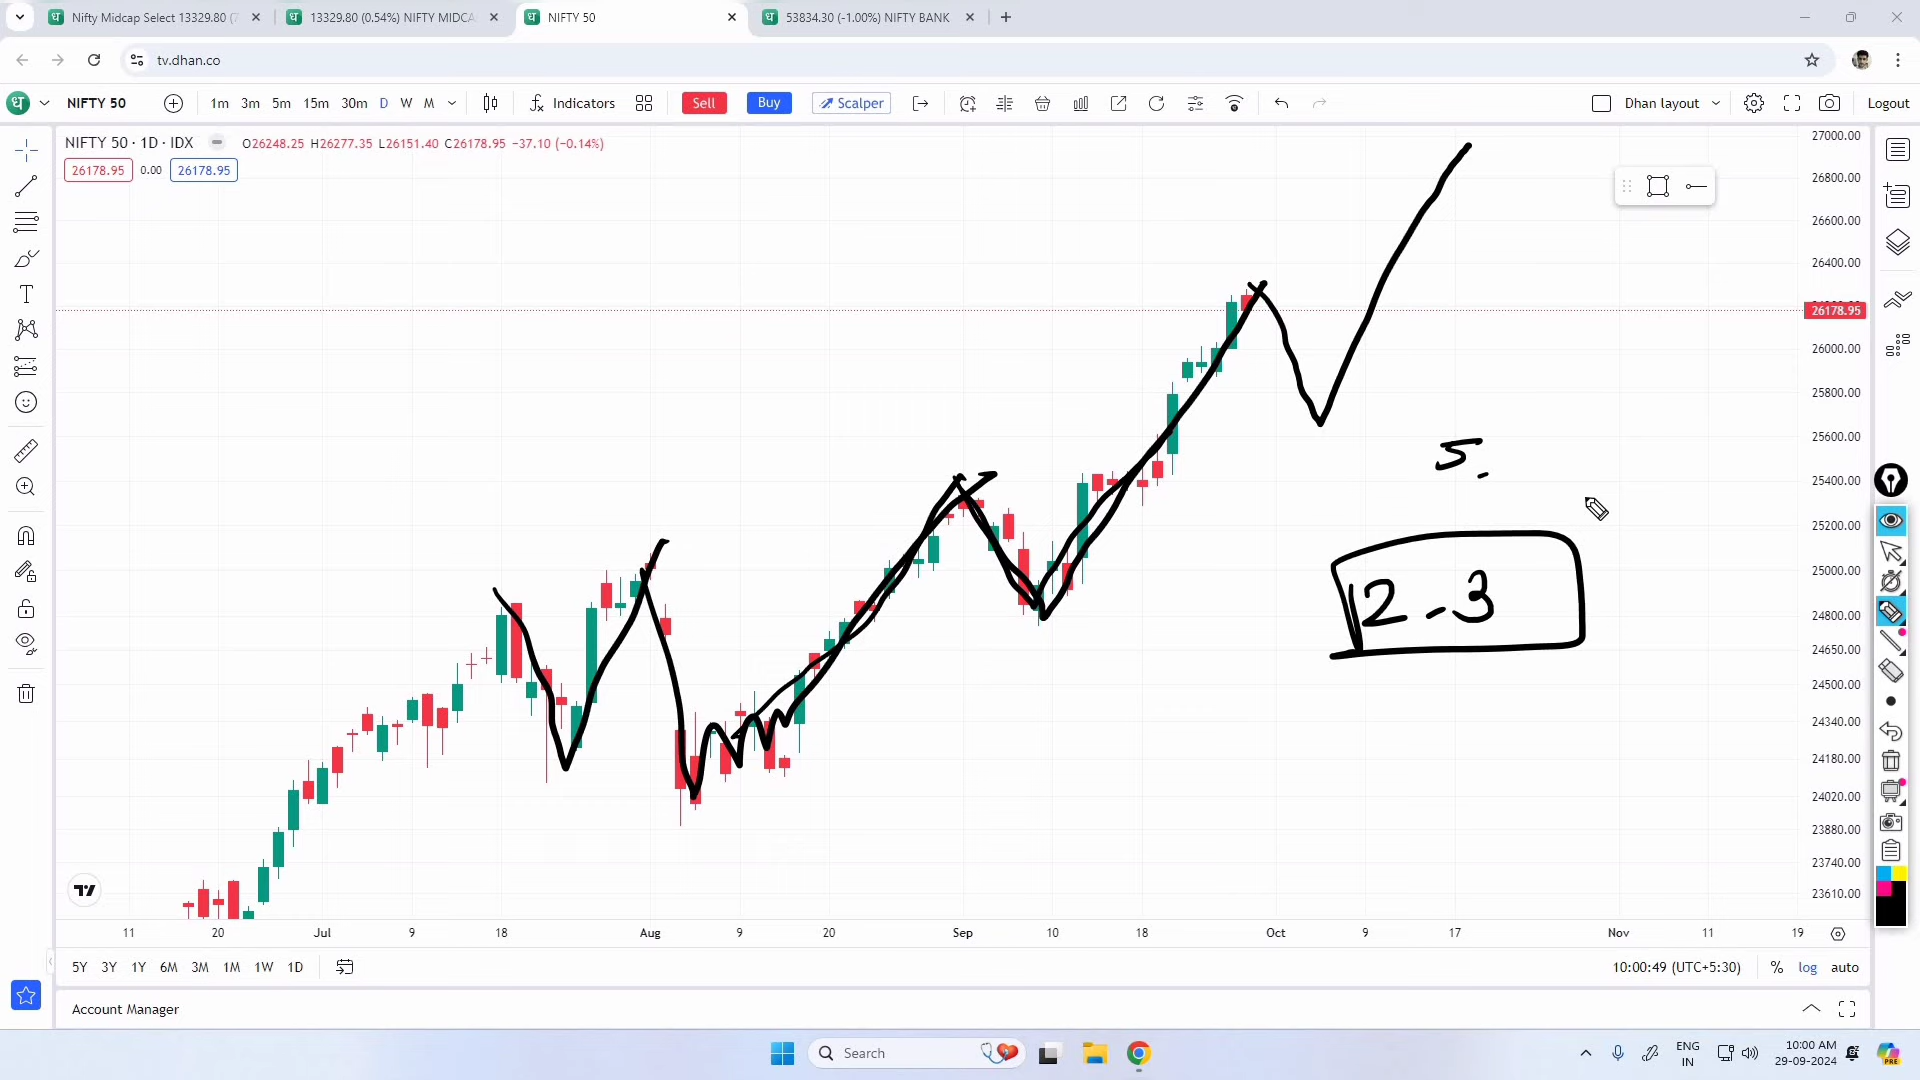 Nifty Midcap Select 13329.80 (
13329.80 (0.54%) NIFTY MIDCA
NIFTY 50
53834.30 (-1.00%) NIFTY BANK
tv.dhan.co
NIFTY 50 1m 3m 5m 15m 30m D W M Indicators Sell Buy Scalper Dhan layout Logout
NIFTY 50 · 1D · IDX O26248.25 H26277.35 L26151.40 C26178.95 −37.10 (−0.14%)
26178.95 0.00 26178.95
27000.00
26800.00
26600.00
26400.00
26178.95
26000.00
25800.00
25600.00
25400.00
25200.00
25000.00
24800.00
24650.00
24500.00
24340.00
24180.00
24020.00
23880.00
23740.00
23610.00
5.
2 - 3
11 20 Jul 9 18 Aug 9 20 Sep 10 18 Oct 9 17 Nov 11 19
5Y 3Y 1Y 6M 3M 1M 1W 1D 10:00:49 (UTC+5:30) % log auto
Account Manager
Search
ENG
IN
10:00 AM
29-09-2024
PRE